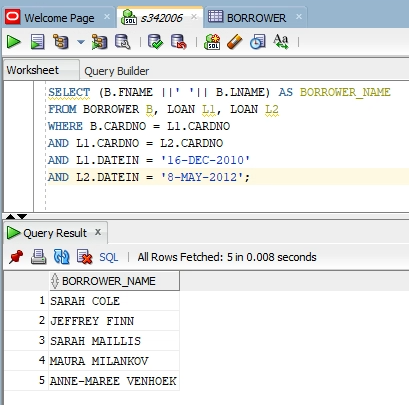 Welcome Page
s342006
BORROWER
Worksheet
Query Builder
SELECT (B.FNAME ||' '|| B.LNAME) AS BORROWER_NAME
FROM BORROWER B, LOAN L1, LOAN L2
WHERE B.CARDNO = L1.CARDNO
AND L1.CARDNO = L2.CARDNO
AND L1.DATEIN = '16-DEC-2010'
AND L2.DATEIN = '8-MAY-2012';
Query Result x
SQL | All Rows Fetched: 5 in 0.008 seconds
BORROWER_NAME
1 SARAH COLE
2 JEFFREY FINN
3 SARAH MAILLIS
4 MAURA MILANKOV
5 ANNE-MAREE VENHOEK